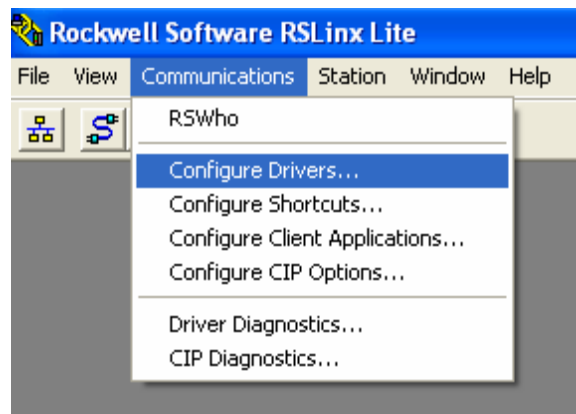 Rockwell Software RSLinx Lite
File View Communications Station Window Help
RSWho
Configure Drivers...
Configure Shortcuts...
Configure Client Applications...
Configure CIP Options...
Driver Diagnostics...
CIP Diagnostics...